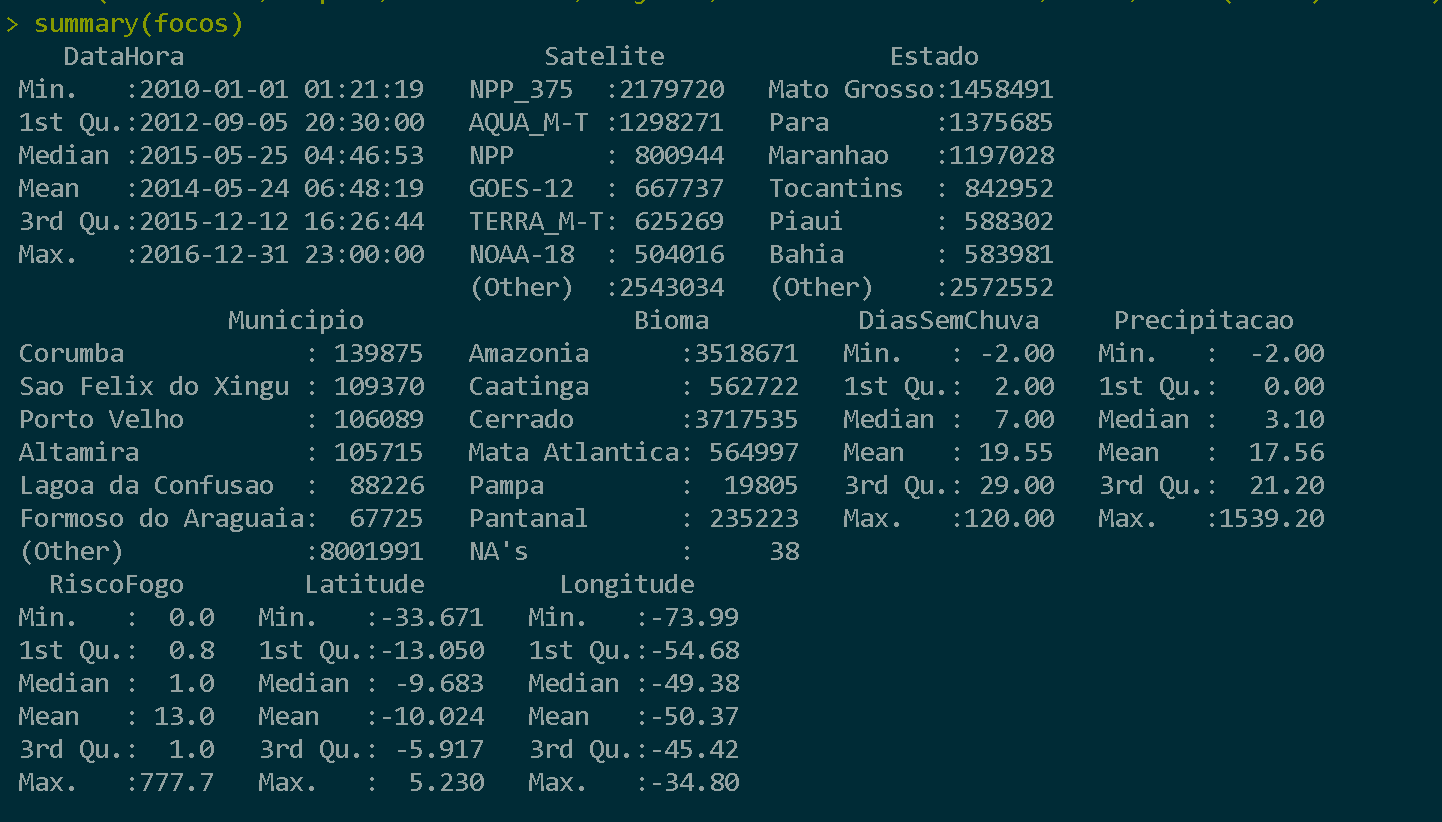 > summary(focos)
   DataHora                      Satelite               Estado
Min.   :2010-01-01 01:21:19   NPP_375  :2179720   Mato Grosso:1458491
1st Qu.:2012-09-05 20:30:00   AQUA_M-T :1298271   Para       :1375685
Median :2015-05-25 04:46:53   NPP      : 800944   Maranhao   :1197028
Mean   :2014-05-24 06:48:19   GOES-12  : 667737   Tocantins  : 842952
3rd Qu.:2015-12-12 16:26:44   TERRA_M-T: 625269   Piaui      : 588302
Max.   :2016-12-31 23:00:00   NOAA-18  : 504016   Bahia      : 583981
                              (Other)  :2543034   (Other)    :2572552
              Municipio                  Bioma          DiasSemChuva     Precipitacao
Corumba            : 139875   Amazonia      :3518671   Min.   : -2.00   Min.   :  -2.00
Sao Felix do Xingu : 109370   Caatinga      : 562722   1st Qu.:  2.00   1st Qu.:   0.00
Porto Velho        : 106089   Cerrado       :3717535   Median :  7.00   Median :   3.10
Altamira           : 105715   Mata Atlantica: 564997   Mean   : 19.55   Mean   :  17.56
Lagoa da Confusao  :  88226   Pampa         :  19805   3rd Qu.: 29.00   3rd Qu.:  21.20
Formoso do Araguaia:  67725   Pantanal      : 235223   Max.   :120.00   Max.   :1539.20
(Other)            :8001991   NA's          :     38
  RiscoFogo        Latitude         Longitude
Min.   :  0.0   Min.   :-33.671   Min.   :-73.99
1st Qu.:  0.8   1st Qu.:-13.050   1st Qu.:-54.68
Median :  1.0   Median : -9.683   Median :-49.38
Mean   : 13.0   Mean   :-10.024   Mean   :-50.37
3rd Qu.:  1.0   3rd Qu.: -5.917   3rd Qu.:-45.42
Max.   :777.7   Max.   :  5.230   Max.   :-34.80